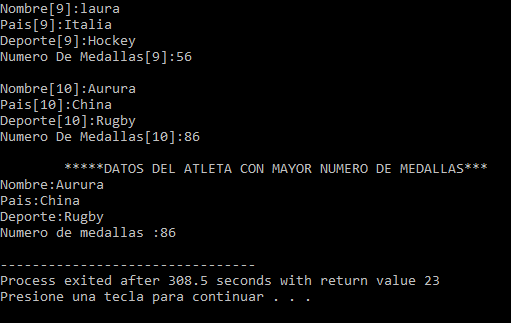 Nombre[9]:laura
Pais[9]:Italia
Deporte[9]:Hockey
Numero De Medallas[9]:56
Nombre[10]:Aurura
Pais[10]:China
Deporte[10]:Rugby
Numero De Medallas[10]:86
*****DATOS DEL ATLETA CON MAYOR NUMERO DE MEDALLAS***
Nombre:Aurura
Pais:China
Deporte:Rugby
Numero de medallas :86
--------------------------------
Process exited after 308.5 seconds with return value 23
Presione una tecla para continuar . . .